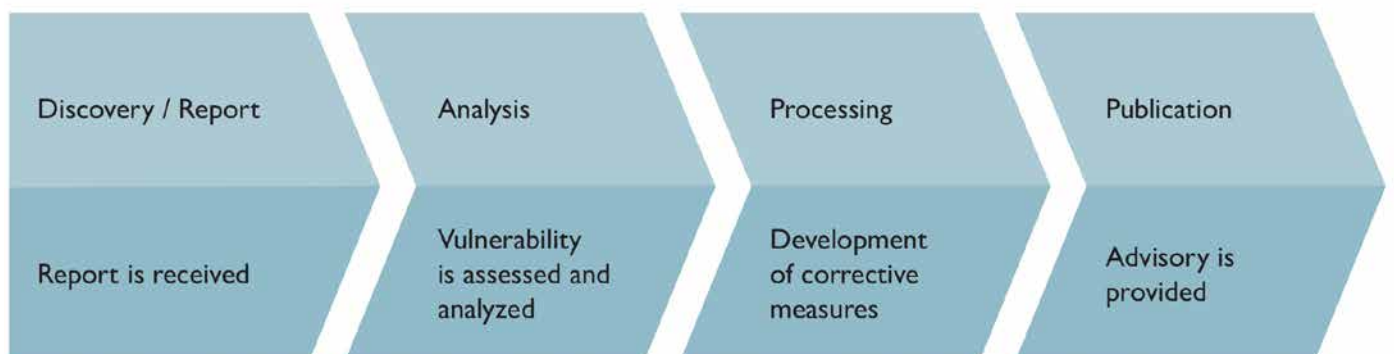 Discovery / Report
Analysis
Processing
Publication
Report is received
Vulnerability
is assessed and
analyzed
Development
of corrective
measures
Advisory is
provided